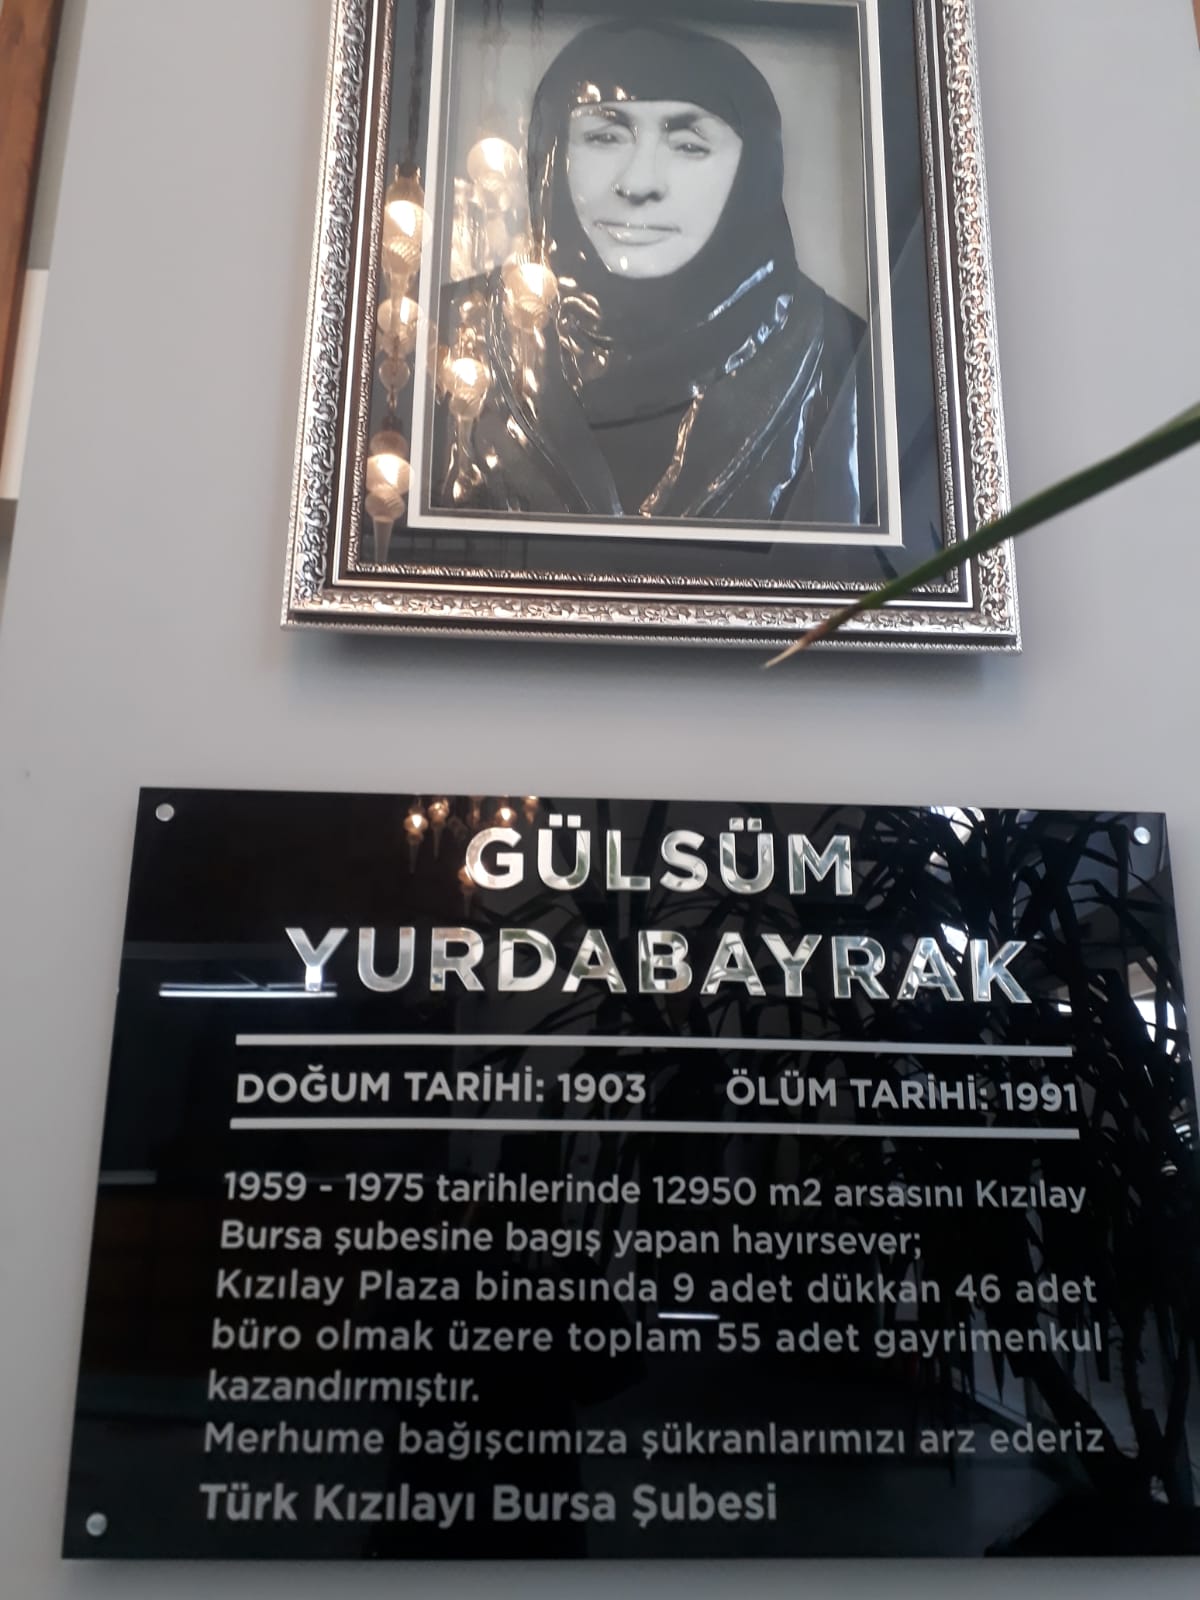 GÜLSÜM
YURDABAYRAK
DOĞUM TARİHİ: 1903 ÖLÜM TARİHİ: 1991
1959 - 1975 tarihlerinde 12950 m2 arsasını Kızılay
Bursa şubesine bagış yapan hayırsever;
Kızılay Plaza binasında 9 adet dükkan 46 adet
büro olmak üzere toplam 55 adet gayrimenkul
kazandırmıştır.
Merhume bağışcımıza şükranlarımızı arz ederiz
Türk Kızılayı Bursa Şubesi